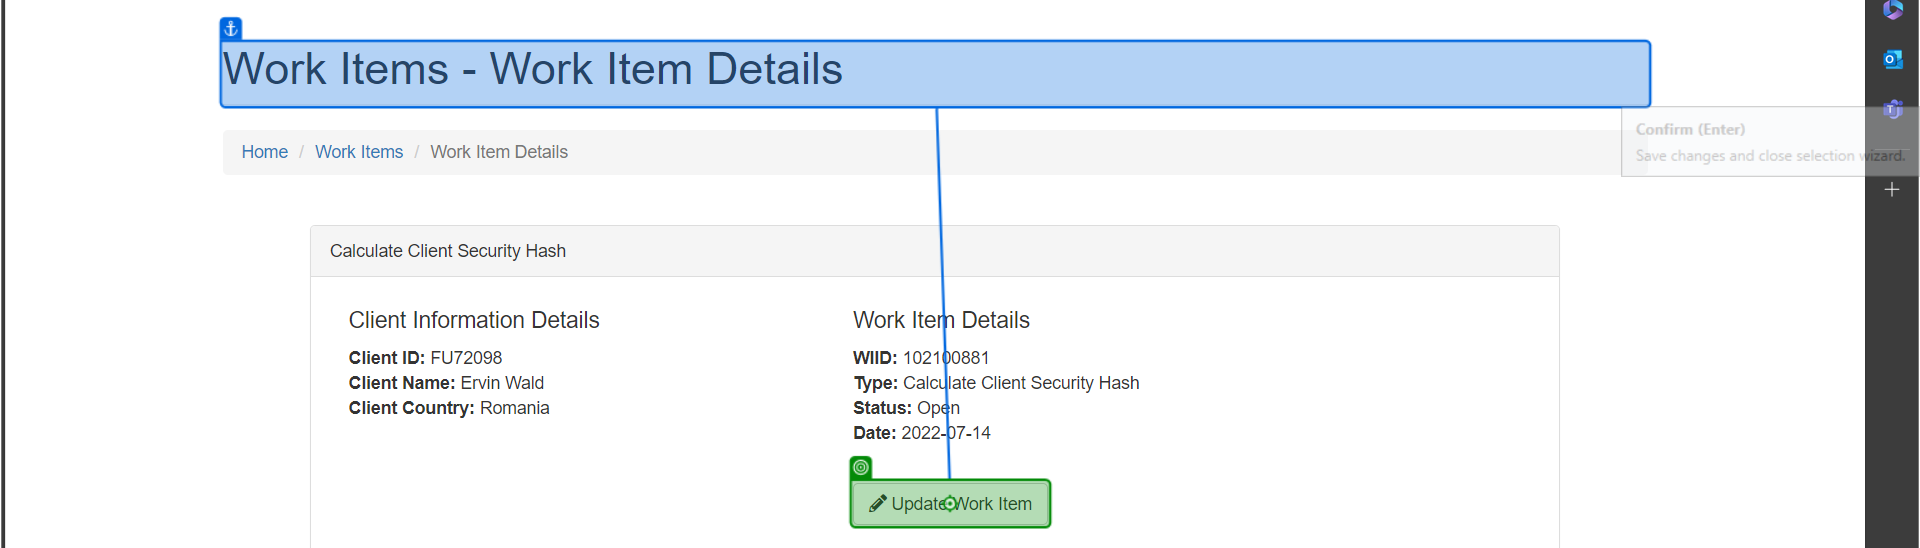 Work Items - Work Item Details
Confirm (Enter)
Save changes and close selection wizard.
Home / Work Items / Work Item Details
Calculate Client Security Hash
Client Information Details
Client ID: FU72098
Client Name: Ervin Wald
Client Country: Romania
Work Item Details
WIID: 102100881
Type: Calculate Client Security Hash
Status: Open
Date: 2022-07-14
Update Work Item